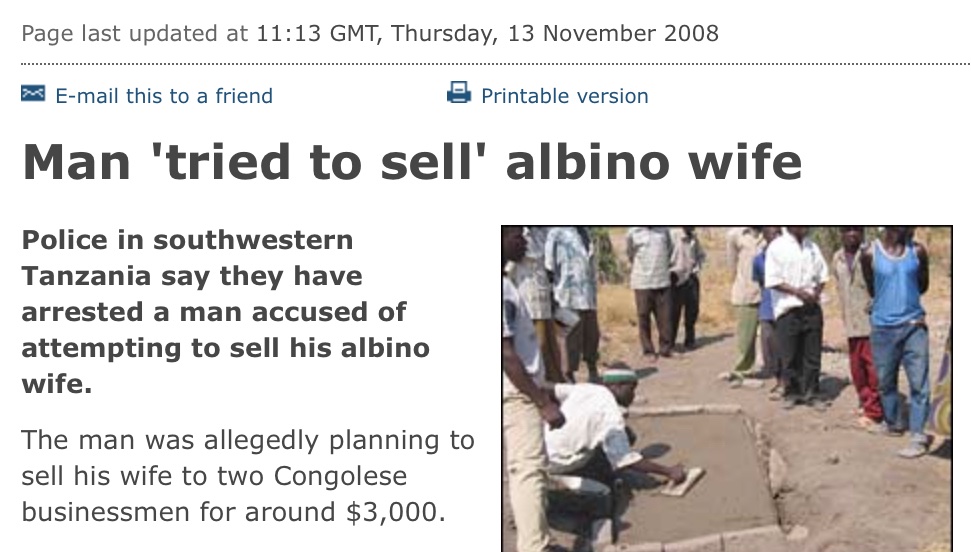 Page last updated at 11:13 GMT, Thursday, 13 November 2008
E-mail this to a friend
Printable version
Man 'tried to sell' albino wife
Police in southwestern
Tanzania say they have
arrested a man accused of
attempting to sell his albino
wife.
The man was allegedly planning to
sell his wife to two Congolese
businessmen for around $3,000.